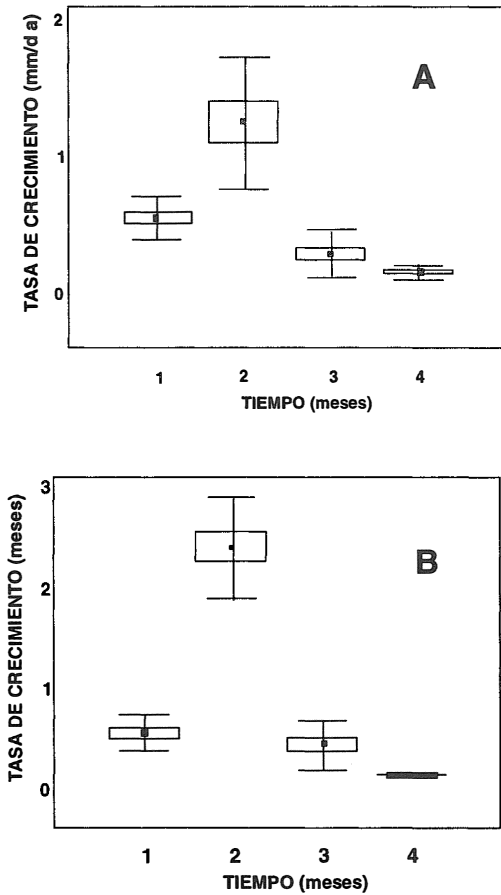 2
A
1
0
TASA DE CRECIMIENTO (mm/d a)
1 2 3 4
TIEMPO (meses)
3
B
2
1
0
TASA DE CRECIMIENTO (meses)
1 2 3 4
TIEMPO (meses)